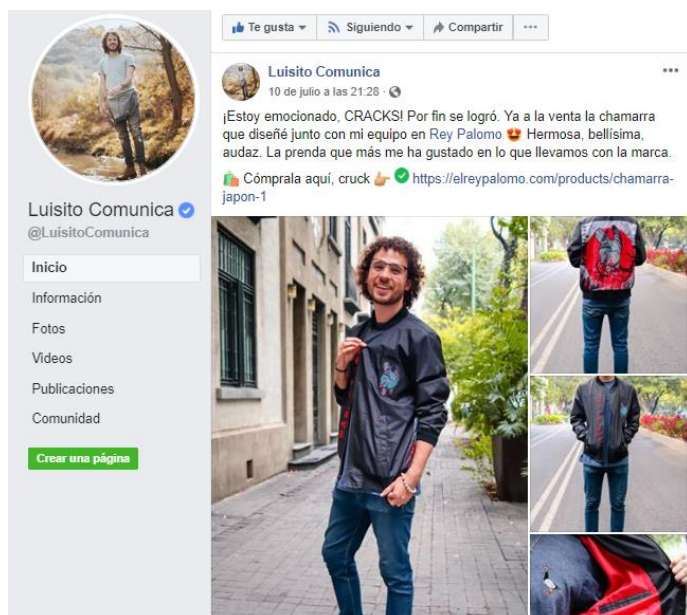 Te gusta
Siguiendo
Compartir
Luisito Comunica
10 de julio a las 21:28
¡Estoy emocionado, CRACKS! Por fin se logró. Ya a la venta la chamarra
que diseñé junto con mi equipo en Rey Palomo 😍 Hermosa, bellísima,
audaz. La prenda que más me ha gustado en lo que llevamos con la marca.
🛍️ Cómprala aquí, cruck 👉🏼 ✅ https://elreypalomo.com/products/chamarra-
japon-1
Luisito Comunica
@LuisitoComunica
Inicio
Información
Fotos
Videos
Publicaciones
Comunidad
Crear una página